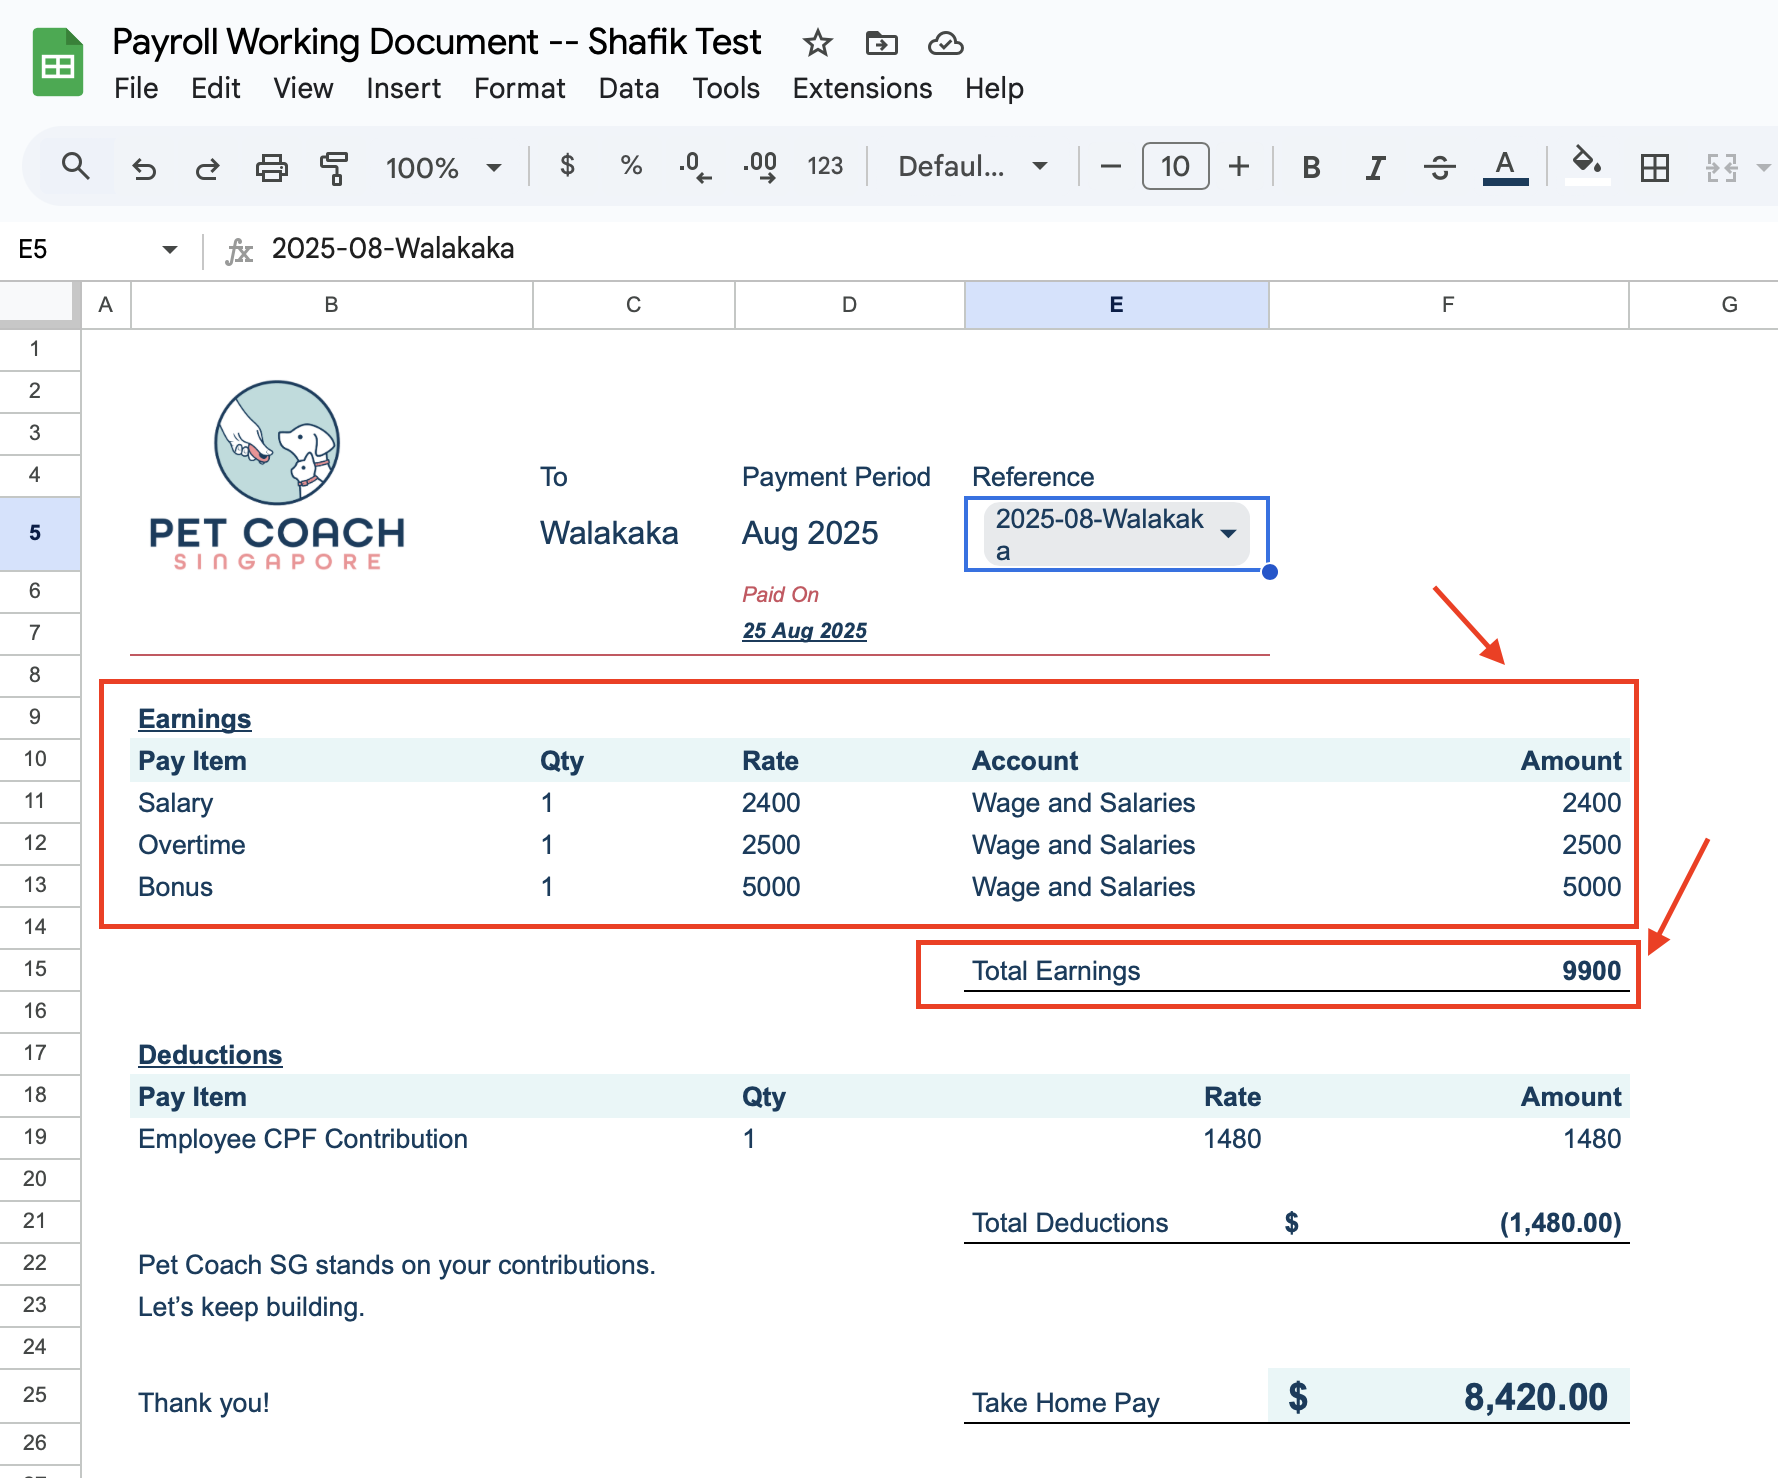 Payroll Working Document -- Shafik Test
File Edit View Insert Format Data Tools Extensions Help
100% $ % .0 .00 123 Defaul... 10 B I S A
E5 fx 2025-08-Walakaka
A B C D E F G
1
2
3
4 To Payment Period Reference
5 Walakaka Aug 2025 2025-08-Walakak
a
PET COACH
SINGAPORE
6 Paid On
7 25 Aug 2025
8
9 Earnings
10 Pay Item Qty Rate Account Amount
11 Salary 1 2400 Wage and Salaries 2400
12 Overtime 1 2500 Wage and Salaries 2500
13 Bonus 1 5000 Wage and Salaries 5000
14
15 Total Earnings 9900
16
17 Deductions
18 Pay Item Qty Rate Amount
19 Employee CPF Contribution 1 1480 1480
20
21 Total Deductions $ (1,480.00)
22 Pet Coach SG stands on your contributions.
23 Let’s keep building.
24
25 Thank you! Take Home Pay $ 8,420.00
26